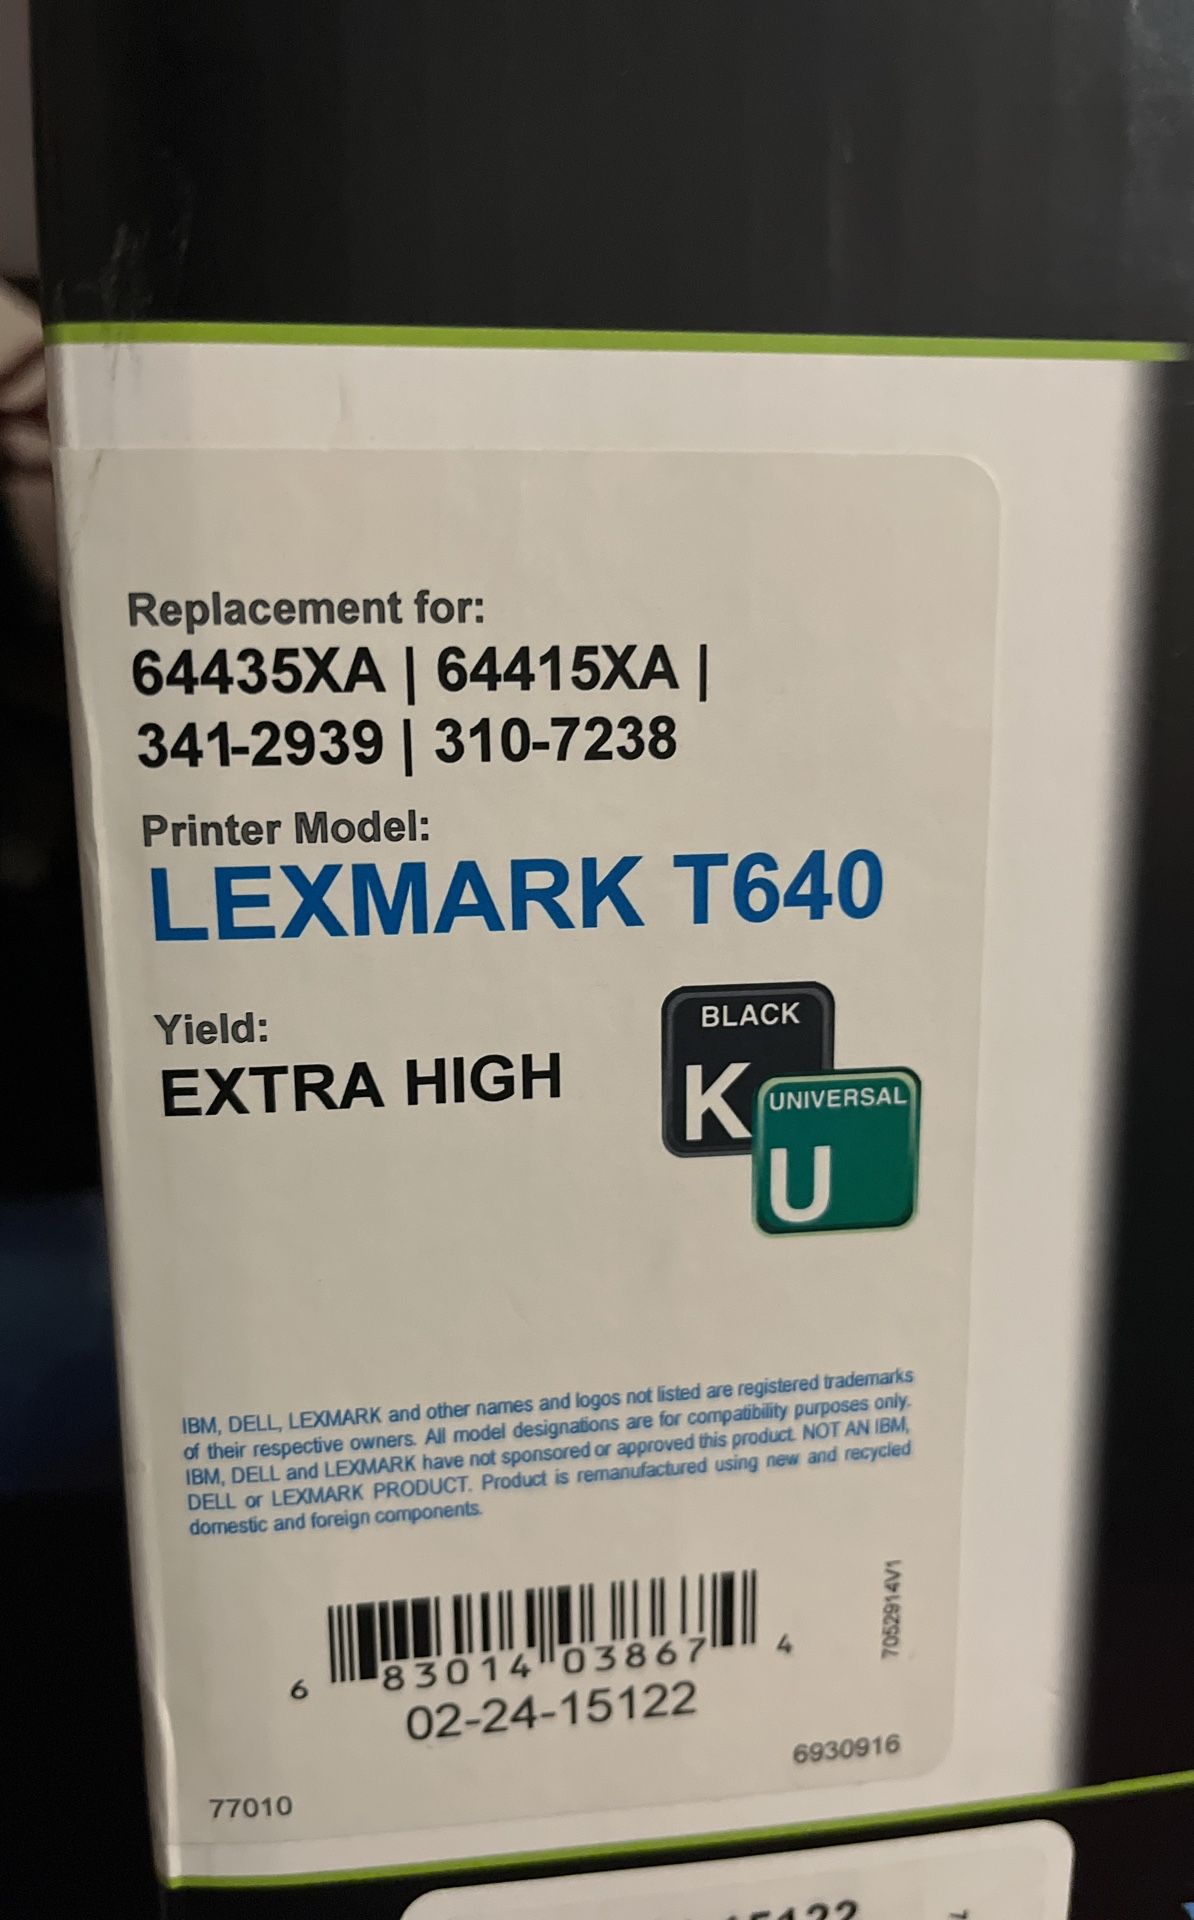 Replacement for:
64435XA | 64415XA |
341-2939 | 310-7238
Printer Model:
LEXMARK T640
Yield:
EXTRA HIGH
BLACK
K
UNIVERSAL
U
IBM, DELL, LEXMARK and other names and logos not listed are registered trademarks
of their respective owners. All model designations are for compatibility purposes only.
IBM, DELL and LEXMARK have not sponsored or approved this product. NOT AN IBM,
DELL or LEXMARK PRODUCT. Product is remanufactured using new and recycled
domestic and foreign components.
7052914V1
6 83014 03867 4
02-24-15122
6930916
77010